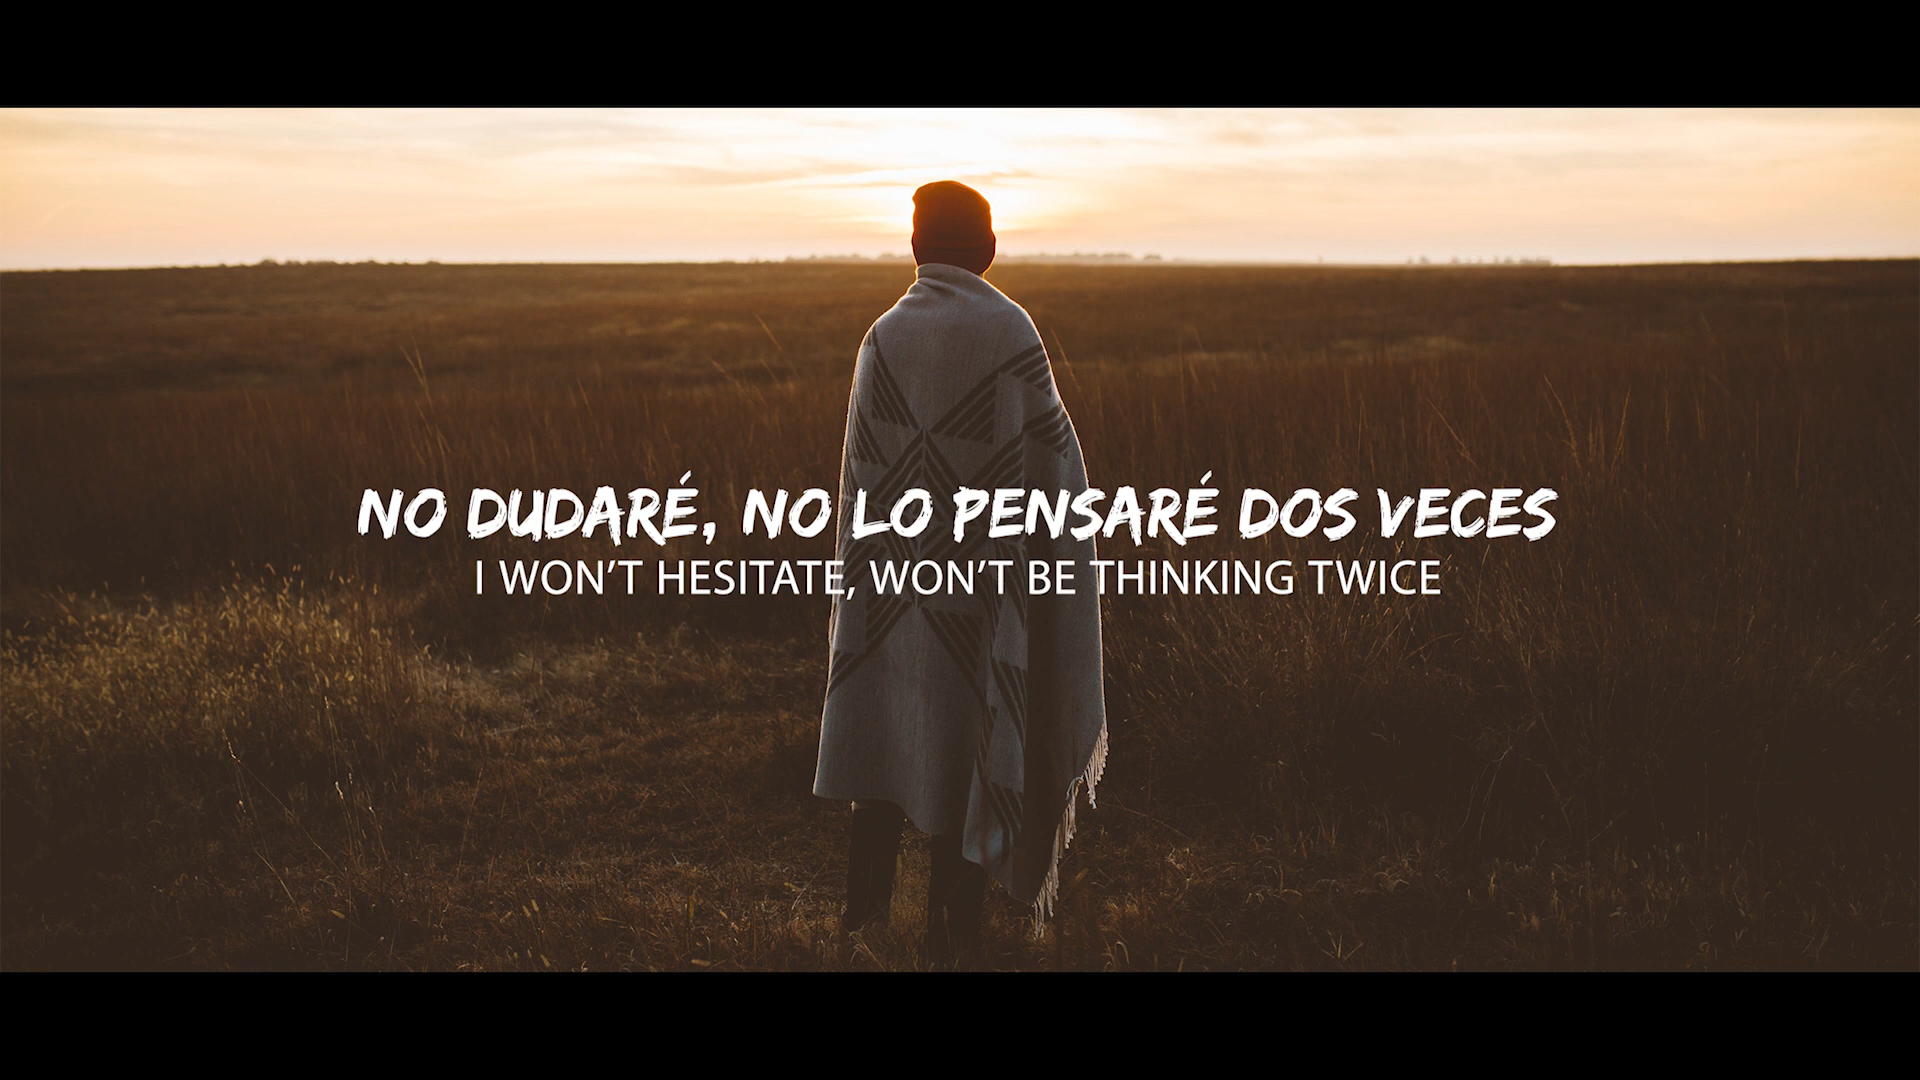 NO DUDARÉ, NO LO PENSARÉ DOS VECES
I WON'T HESITATE, WON'T BE THINKING TWICE